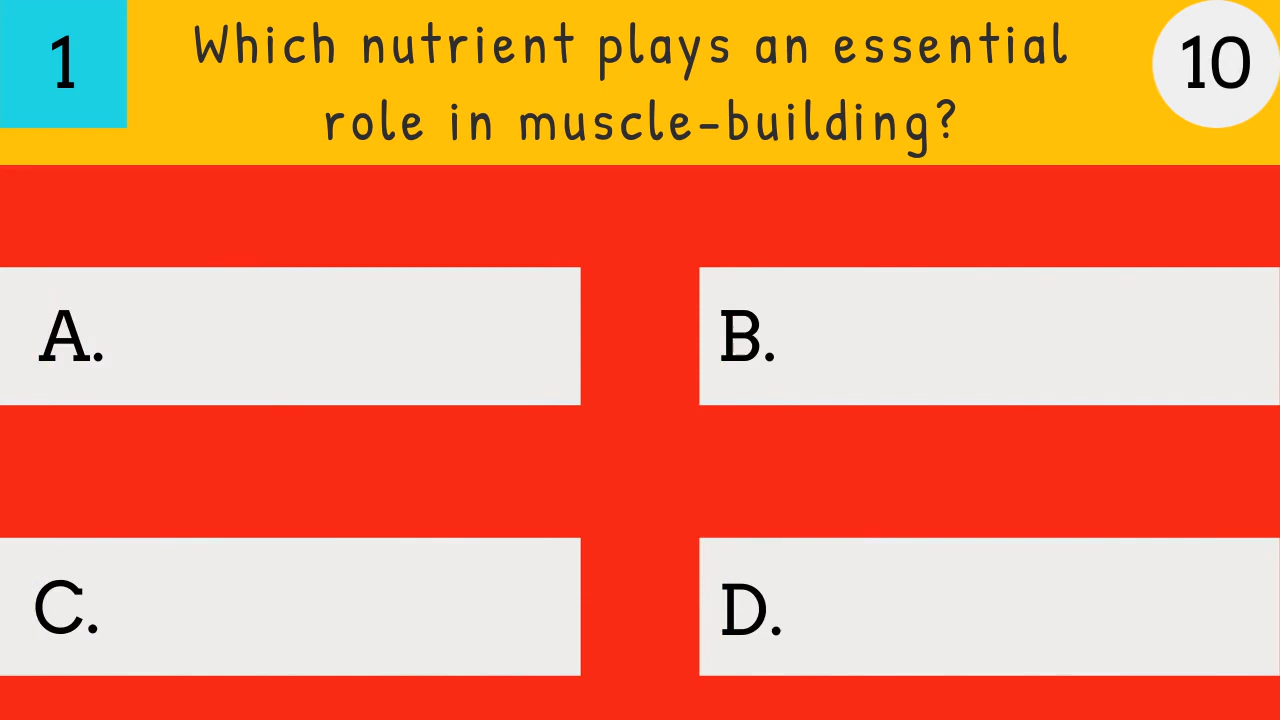 1
Which nutrient plays an essential
role in muscle-building?
10
A.
B.
C.
D.